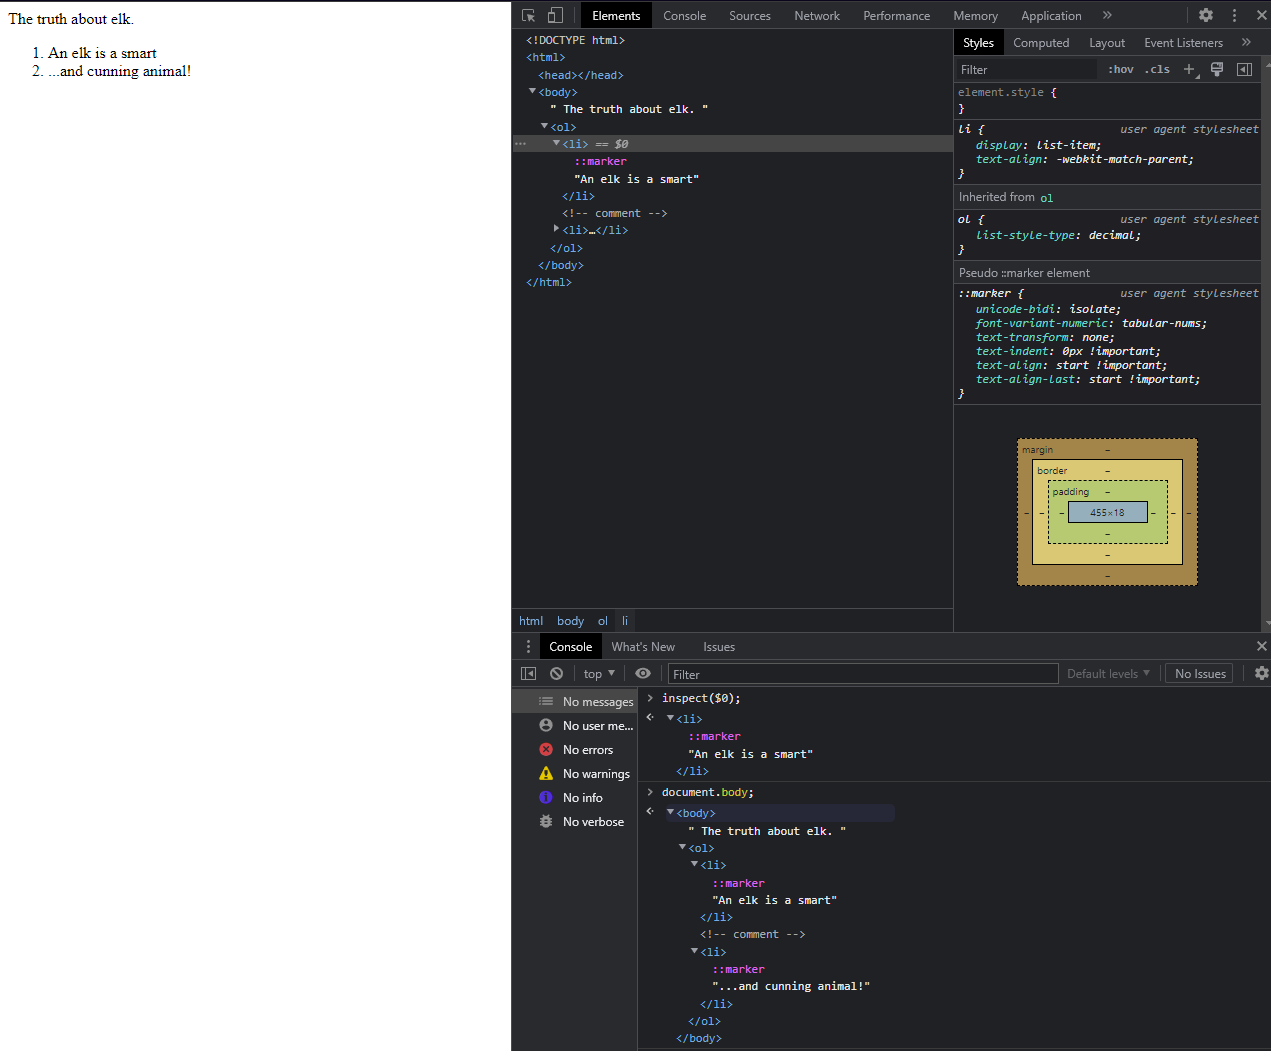 The truth about elk.
1. An elk is a smart
2. ...and cunning animal!
Elements Console Sources Network Performance Memory Application »
<!DOCTYPE html>
<html>
<head></head>
<body>
" The truth about elk. "
<ol>
<li> == $0
::marker
"An elk is a smart"
</li>
<!-- comment -->
<li>…</li>
</ol>
</body>
</html>
html body ol li
Styles Computed Layout Event Listeners »
Filter :hov .cls +
element.style {
}
li { user agent stylesheet
display: list-item;
text-align: -webkit-match-parent;
}
Inherited from ol
ol { user agent stylesheet
list-style-type: decimal;
}
Pseudo ::marker element
::marker { user agent stylesheet
unicode-bidi: isolate;
font-variant-numeric: tabular-nums;
text-transform: none;
text-indent: 0px !important;
text-align: start !important;
text-align-last: start !important;
}
margin –
border –
padding –
– – – 455×18 – – –
–
–
–
Console What's New Issues
top ▼ Filter Default levels ▼ No Issues
No messages
No user me...
No errors
No warnings
No info
No verbose
> inspect($0);
<li>
::marker
"An elk is a smart"
</li>
> document.body;
<body>
" The truth about elk. "
<ol>
<li>
::marker
"An elk is a smart"
</li>
<!-- comment -->
<li>
::marker
"...and cunning animal!"
</li>
</ol>
</body>